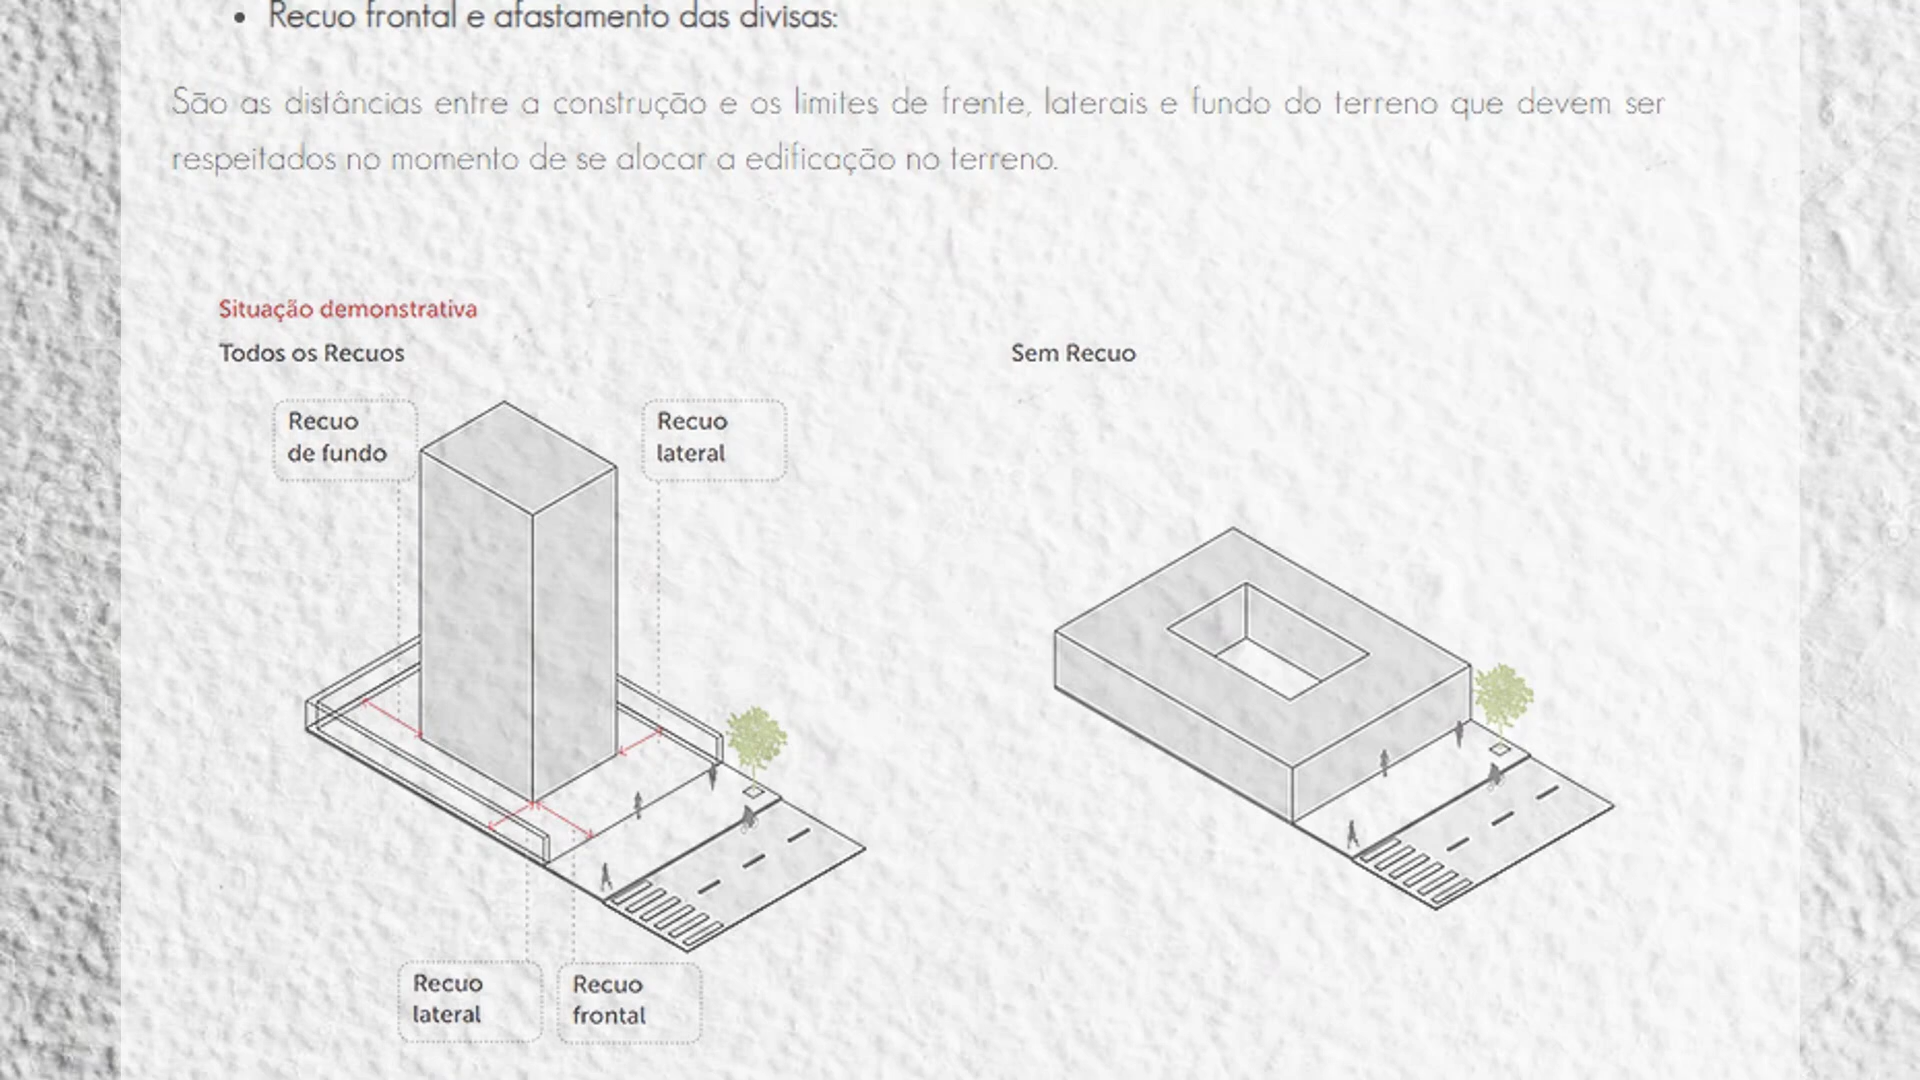 • Recuo frontal e afastamento das divisas:
São as distâncias entre a construção e os limites de frente, laterais e fundo do terreno que devem ser
respeitados no momento de se alocar a edificação no terreno.
Situação demonstrativa
Todos os Recuos
Sem Recuo
Recuo
de fundo
Recuo
lateral
Recuo
lateral
Recuo
frontal